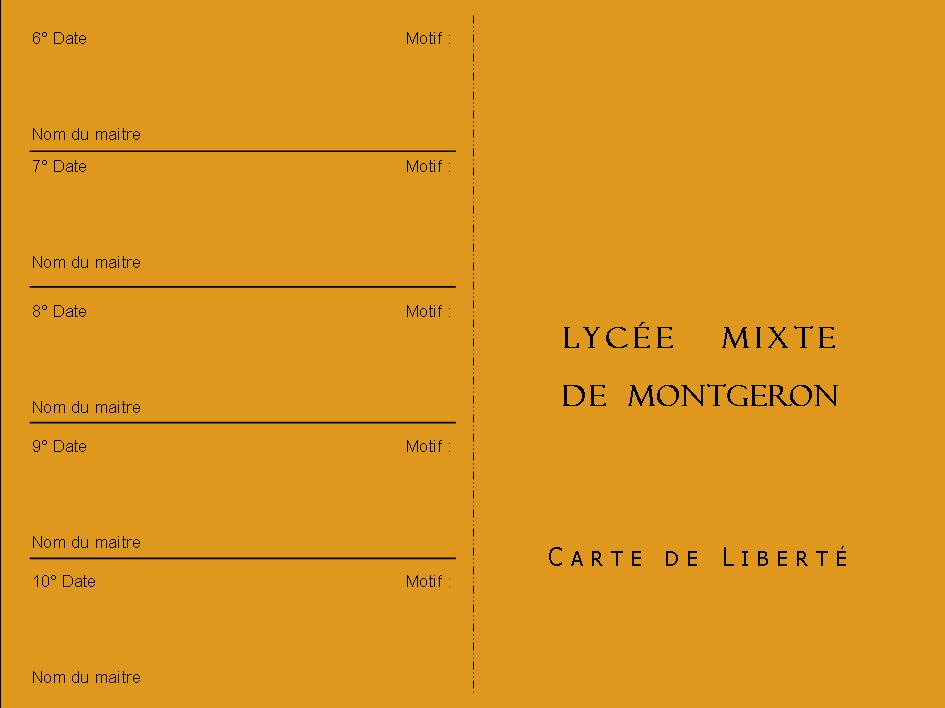 6° Date Motif :
Nom du maitre
7° Date Motif :
Nom du maitre
8° Date Motif :
Nom du maitre
9° Date Motif :
Nom du maitre
10° Date Motif :
Nom du maitre
LYCÉE MIXTE
DE MONTGERON
CARTE DE LIBERTÉ